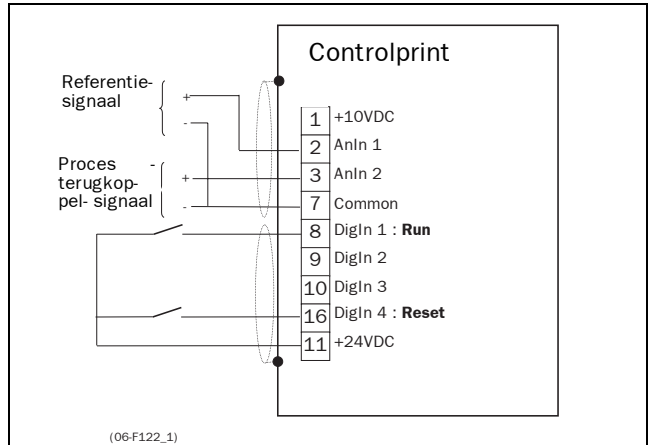 Controlprint
Referentie-
signaal
+
-
Proces -
terugkop-
pel- signaal
+
-
1 +10VDC
2 AnIn 1
3 AnIn 2
7 Common
8 DigIn 1 : Run
9 DigIn 2
10 DigIn 3
16 DigIn 4 : Reset
11 +24VDC
(06-F122_1)